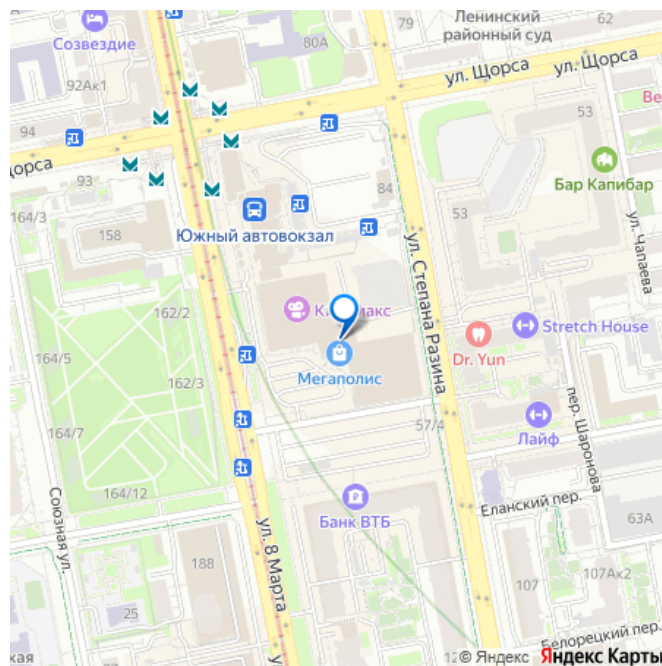 Ленинский
районный суд
62
79
Созвездие
80А
92Ак1
ул. Щорса
ул. Щорса
94
53
93
Бар Капибар
84
164/3
Южный автовокзал
158
53
ул. Чапаева
ул. Степана Разина
162/2
Stretch House
164/5
Dr. Yun
Мегаполис
162/3
пер. Шаронова
57/4
164/7
Лайф
164/12
Еланский пер.
Союзная ул.
Банк ВТБ
63А
ул. 8 Марта
188
107
107Ак2
25
Белорецкий пер.
© Яндекс Яндекс Карты